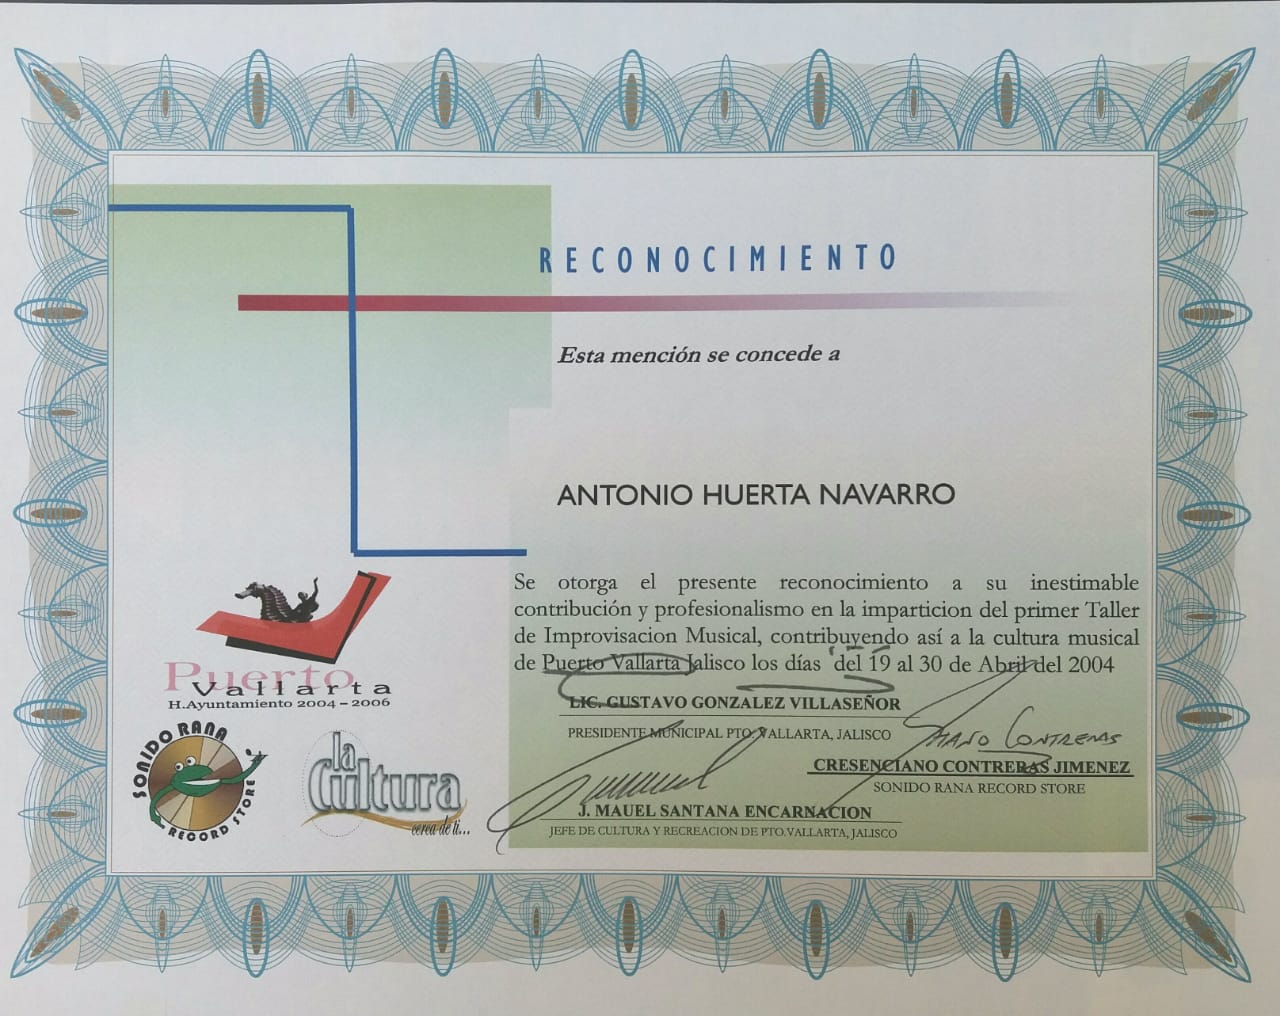 RECONOCIMIENTO
Esta mención se concede a
ANTONIO HUERTA NAVARRO
Se otorga el presente reconocimiento a su inestimable
contribución y profesionalismo en la imparticion del primer Taller
de Improvisacion Musical, contribuyendo así a la cultura musical
de Puerto Vallarta Jalisco los días del 19 al 30 de Abril del 2004
LIC. GUSTAVO GONZALEZ VILLASEÑOR
PRESIDENTE MUNICIPAL PTO. VALLARTA, JALISCO
CONTRERAS
CRESENCIANO CONTRERAS JIMENEZ
SONIDO RANA RECORD STORE
J. MAUEL SANTANA ENCARNACION
JEFE DE CULTURA Y RECREACION DE PTO.VALLARTA, JALISCO
Puerto
Vallarta
H.Ayuntamiento 2004 – 2006
SONIDO RANA
RECORD STORE
la
Cultura
cerca de ti...